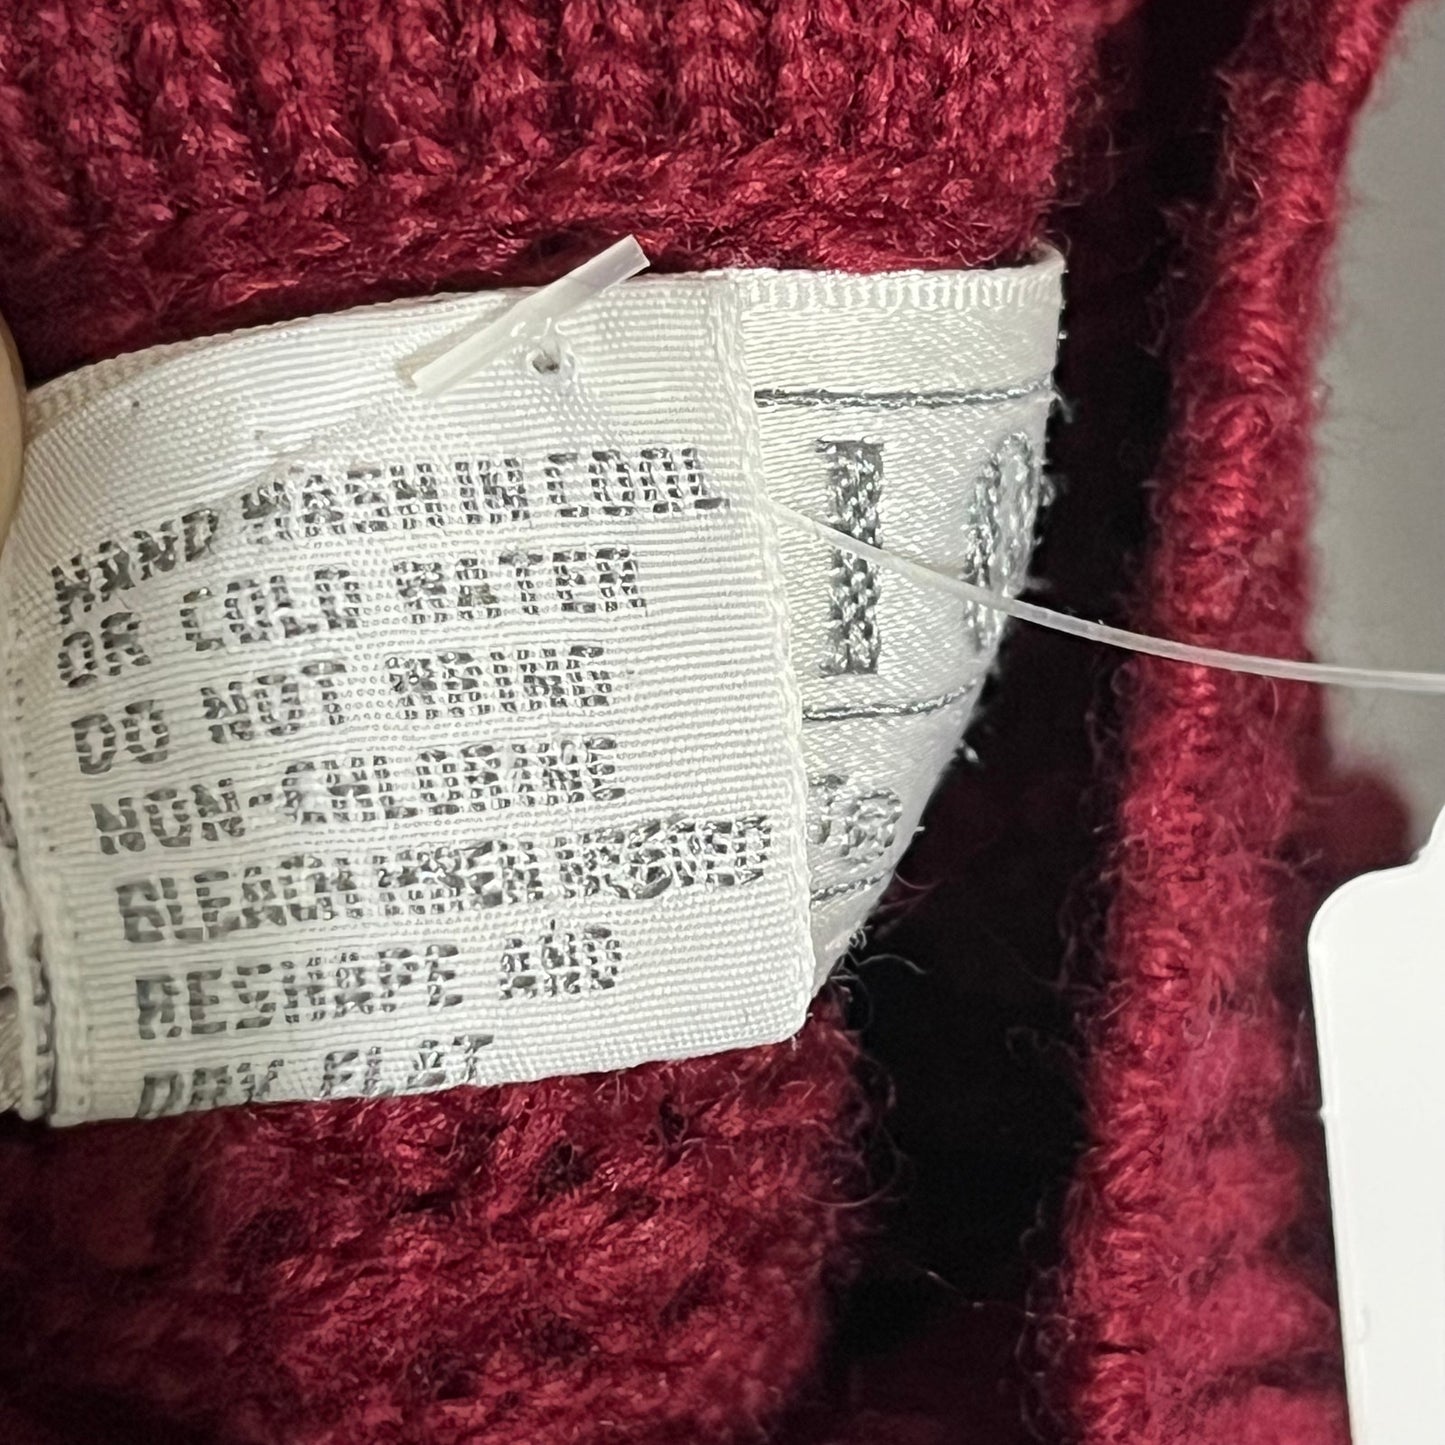 HAND WASH IN COOL
OR COLD WATER
DO NOT WRING
NON-CHLORINE
BLEACH WHEN NEEDED
RESHAPE AND
DRY FLAT